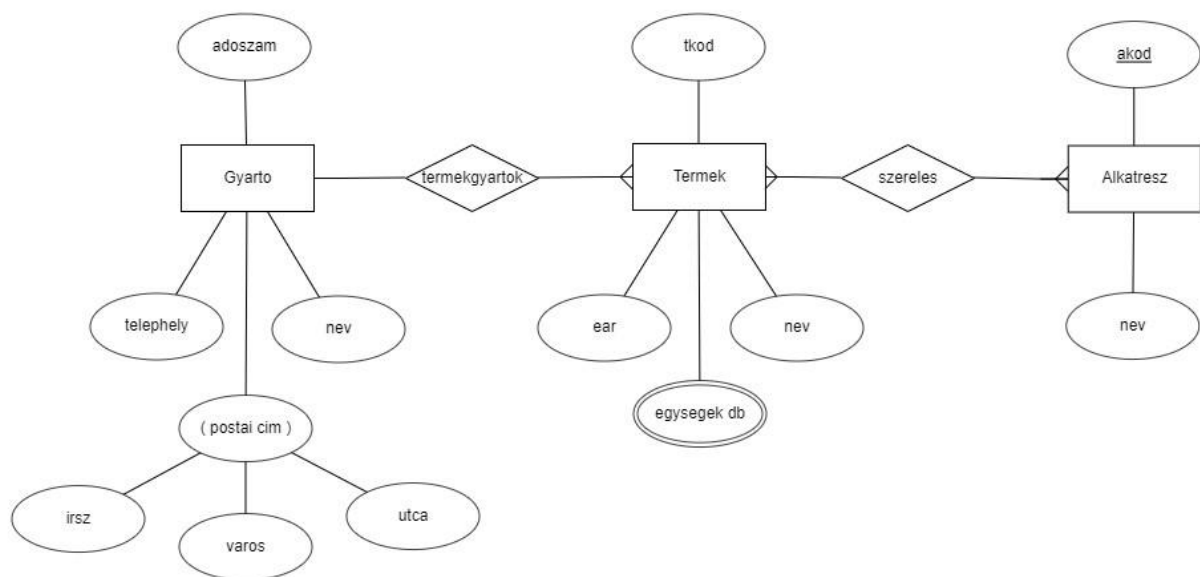 adoszam
tkod
akod
Gyarto
termekgyartok
Termek
szereles
Alkatresz
telephely
nev
ear
nev
nev
egysegek db
( postai cim )
irsz
varos
utca